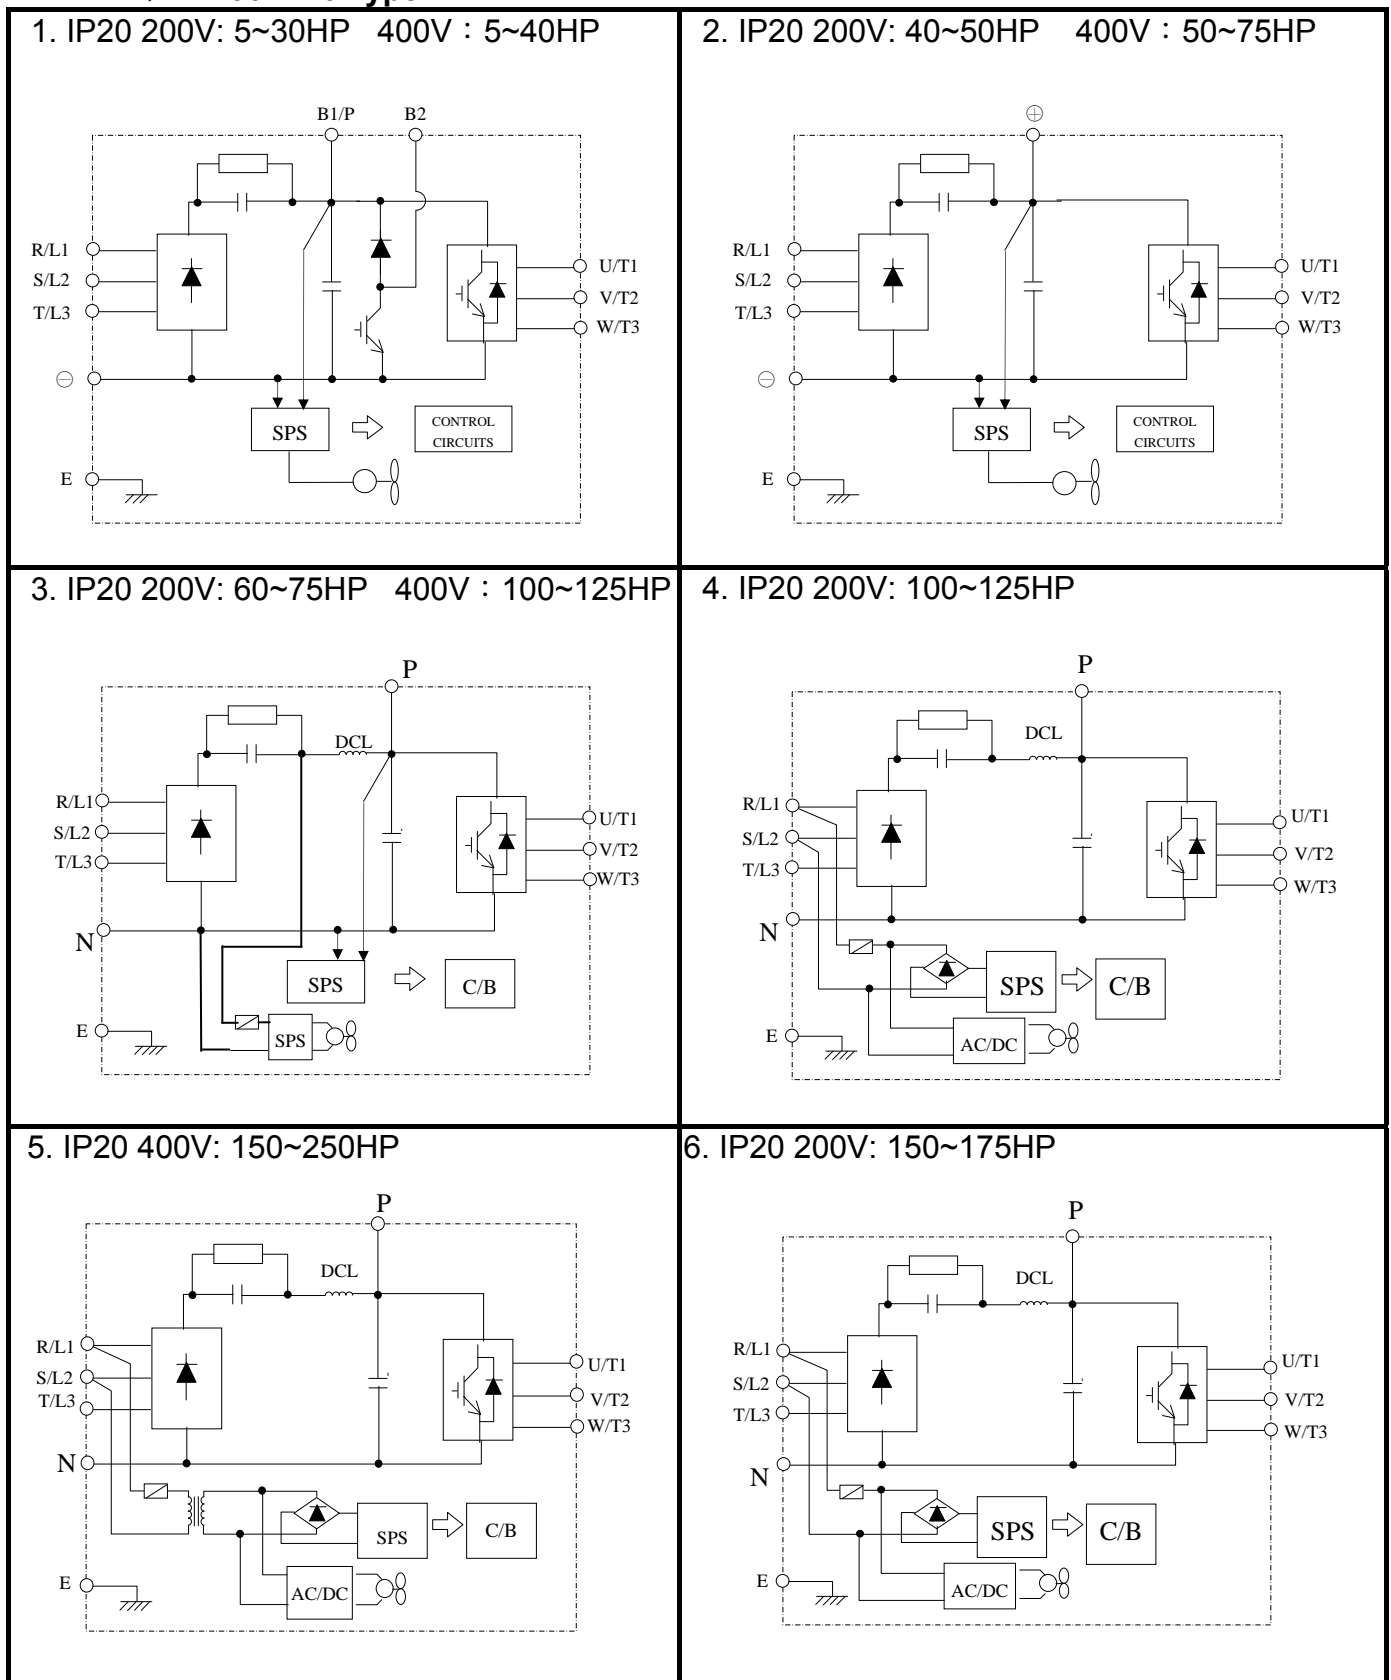 1. IP20 200V: 5~30HP 400V：5~40HP
B1/P B2
R/L1
S/L2
T/L3
⊖
E
U/T1
V/T2
W/T3
SPS
CONTROL
CIRCUITS
2. IP20 200V: 40~50HP 400V：50~75HP
⊕
R/L1
S/L2
T/L3
⊖
E
U/T1
V/T2
W/T3
SPS
CONTROL
CIRCUITS
3. IP20 200V: 60~75HP 400V：100~125HP
P
DCL
R/L1
S/L2
T/L3
N
E
U/T1
V/T2
W/T3
SPS
C/B
SPS
4. IP20 200V: 100~125HP
P
DCL
R/L1
S/L2
T/L3
N
E
U/T1
V/T2
W/T3
SPS
C/B
AC/DC
5. IP20 400V: 150~250HP
P
DCL
R/L1
S/L2
T/L3
N
E
U/T1
V/T2
W/T3
SPS
C/B
AC/DC
6. IP20 200V: 150~175HP
P
DCL
R/L1
S/L2
T/L3
N
E
U/T1
V/T2
W/T3
SPS
C/B
AC/DC